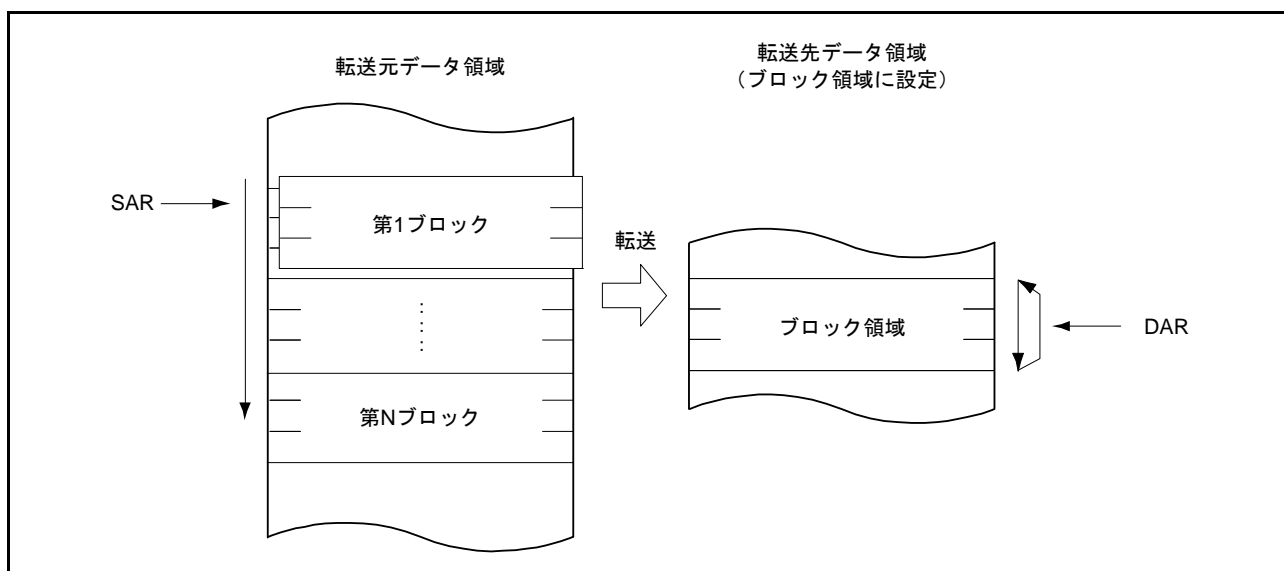 転送元データ領域
転送先データ領域
(ブロック領域に設定)
SAR
第1ブロック
転送
ブロック領域
DAR
第Nブロック